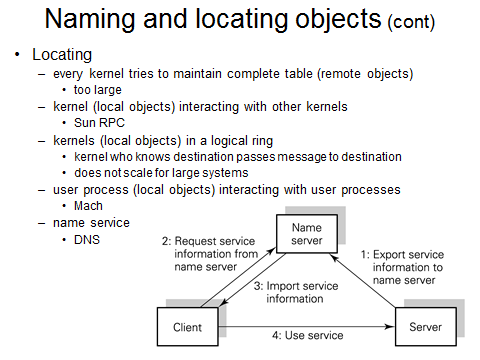 Naming and locating objects (cont)
• Locating
– every kernel tries to maintain complete table (remote objects)
• too large
– kernel (local objects) interacting with other kernels
• Sun RPC
– kernels (local objects) in a logical ring
• kernel who knows destination passes message to destination
• does not scale for large systems
– user process (local objects) interacting with user processes
• Mach
– name service
• DNS
Name
server
2: Request service
information from
name server
1: Export service
information to
name server
3: Import service
information
Client
4: Use service
Server